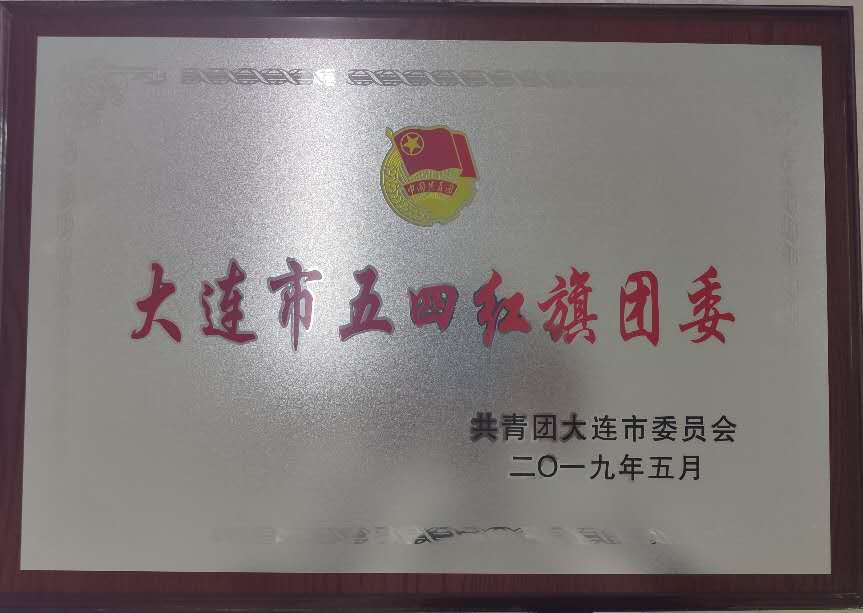 中国共青团
大连市五四红旗团委
共青团大连市委员会
二〇一九年五月